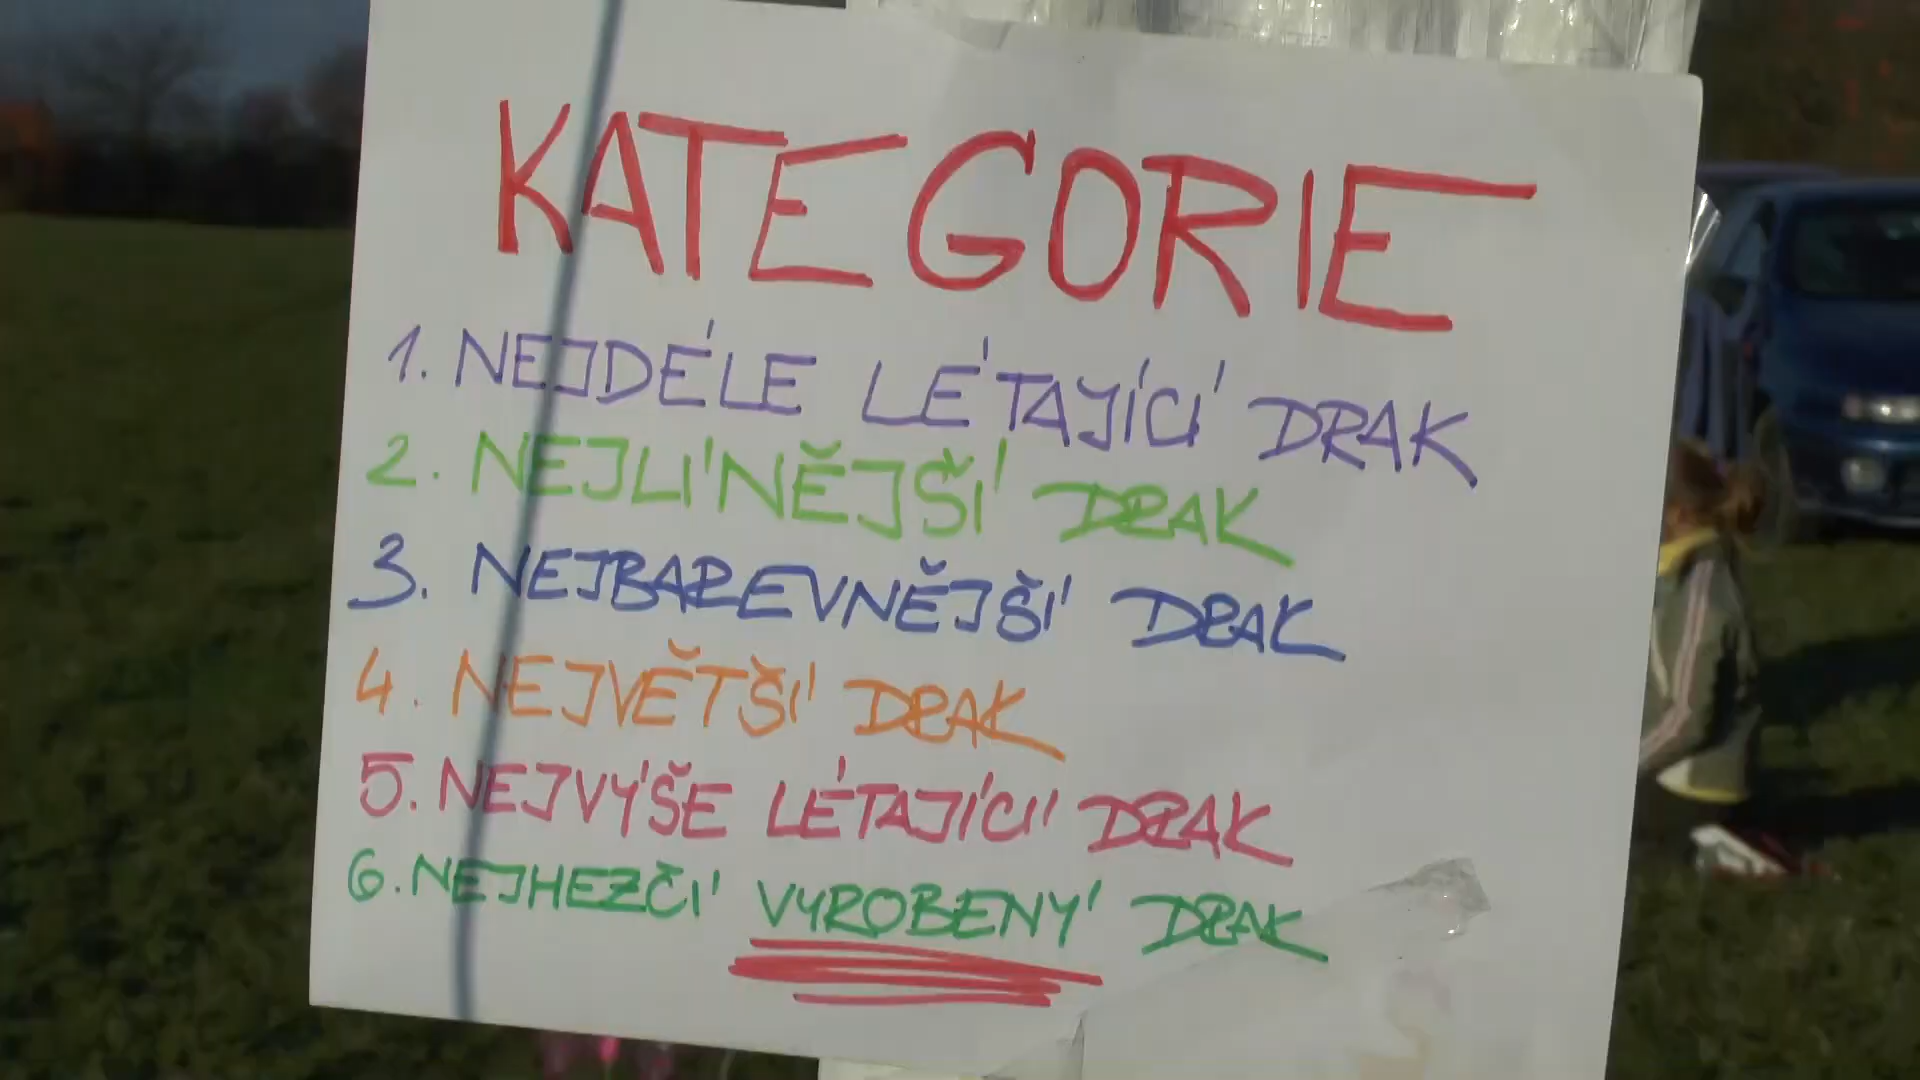 KATEGORIE
1. NEJDÉLE LÉTAJÍCÍ DRAK
2. NEJLÍNĚJŠÍ DRAK
3. NEJBAREVNĚJŠÍ DRAK
4. NEJVĚTŠÍ DRAK
5. NEJVÝŠE LÉTAJÍCÍ DRAK
6. NEJHEZČÍ VYROBENÝ DRAK